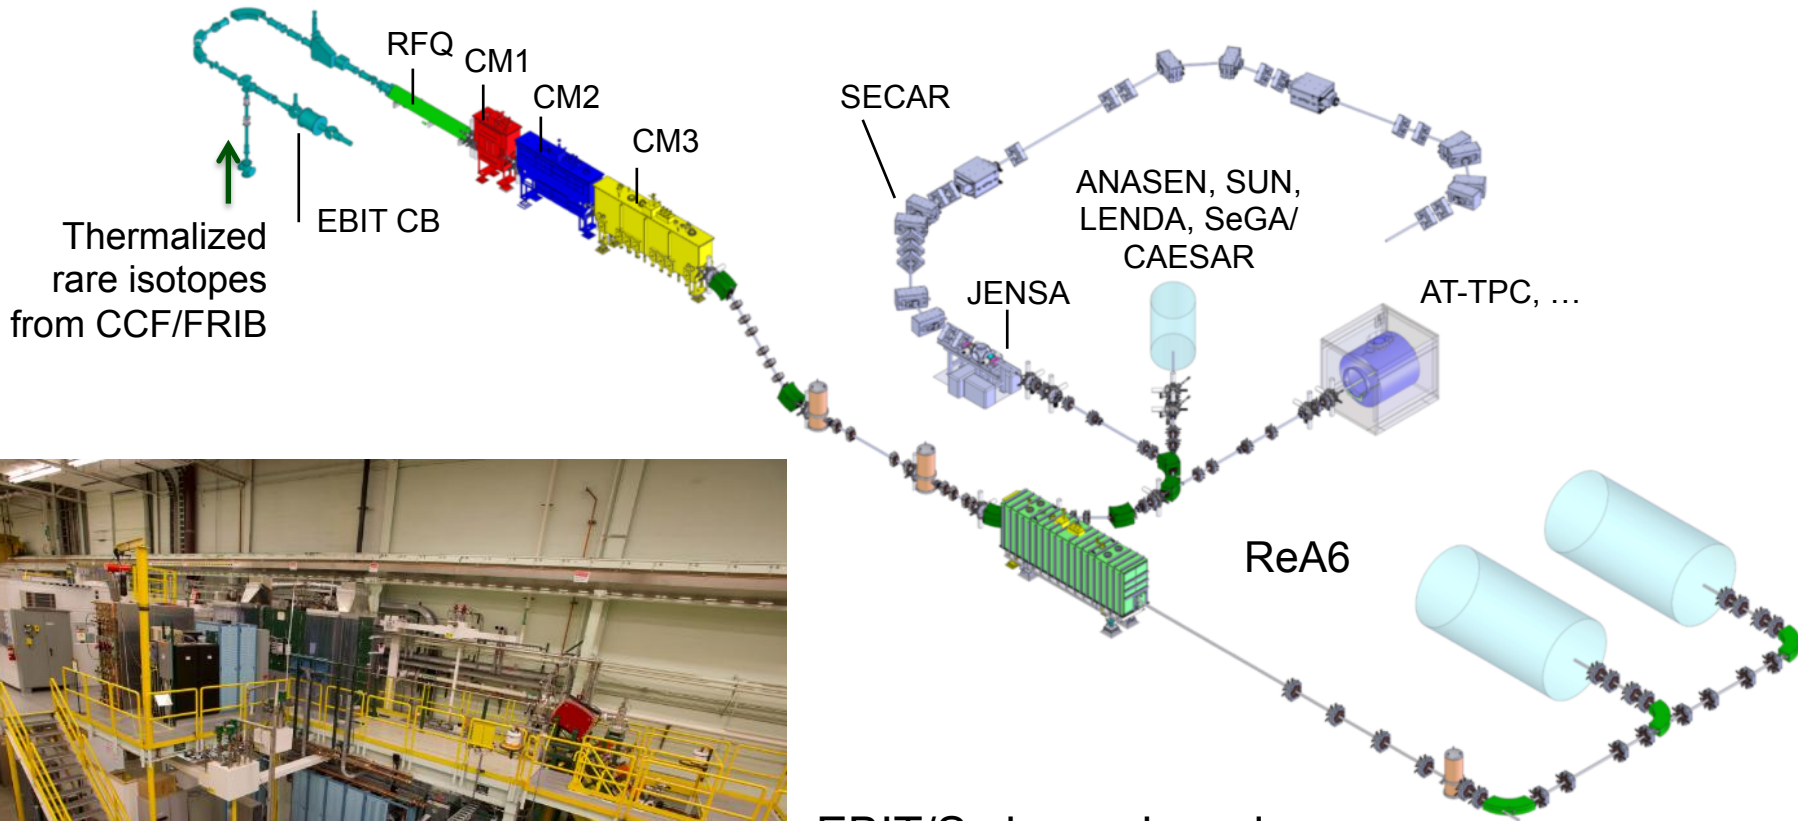 RFQ
CM1
CM2
CM3
EBIT CB
Thermalized
rare isotopes
from CCF/FRIB
SECAR
ANASEN, SUN,
LENDA, SeGA/
CAESAR
JENSA
AT-TPC, …
ReA6